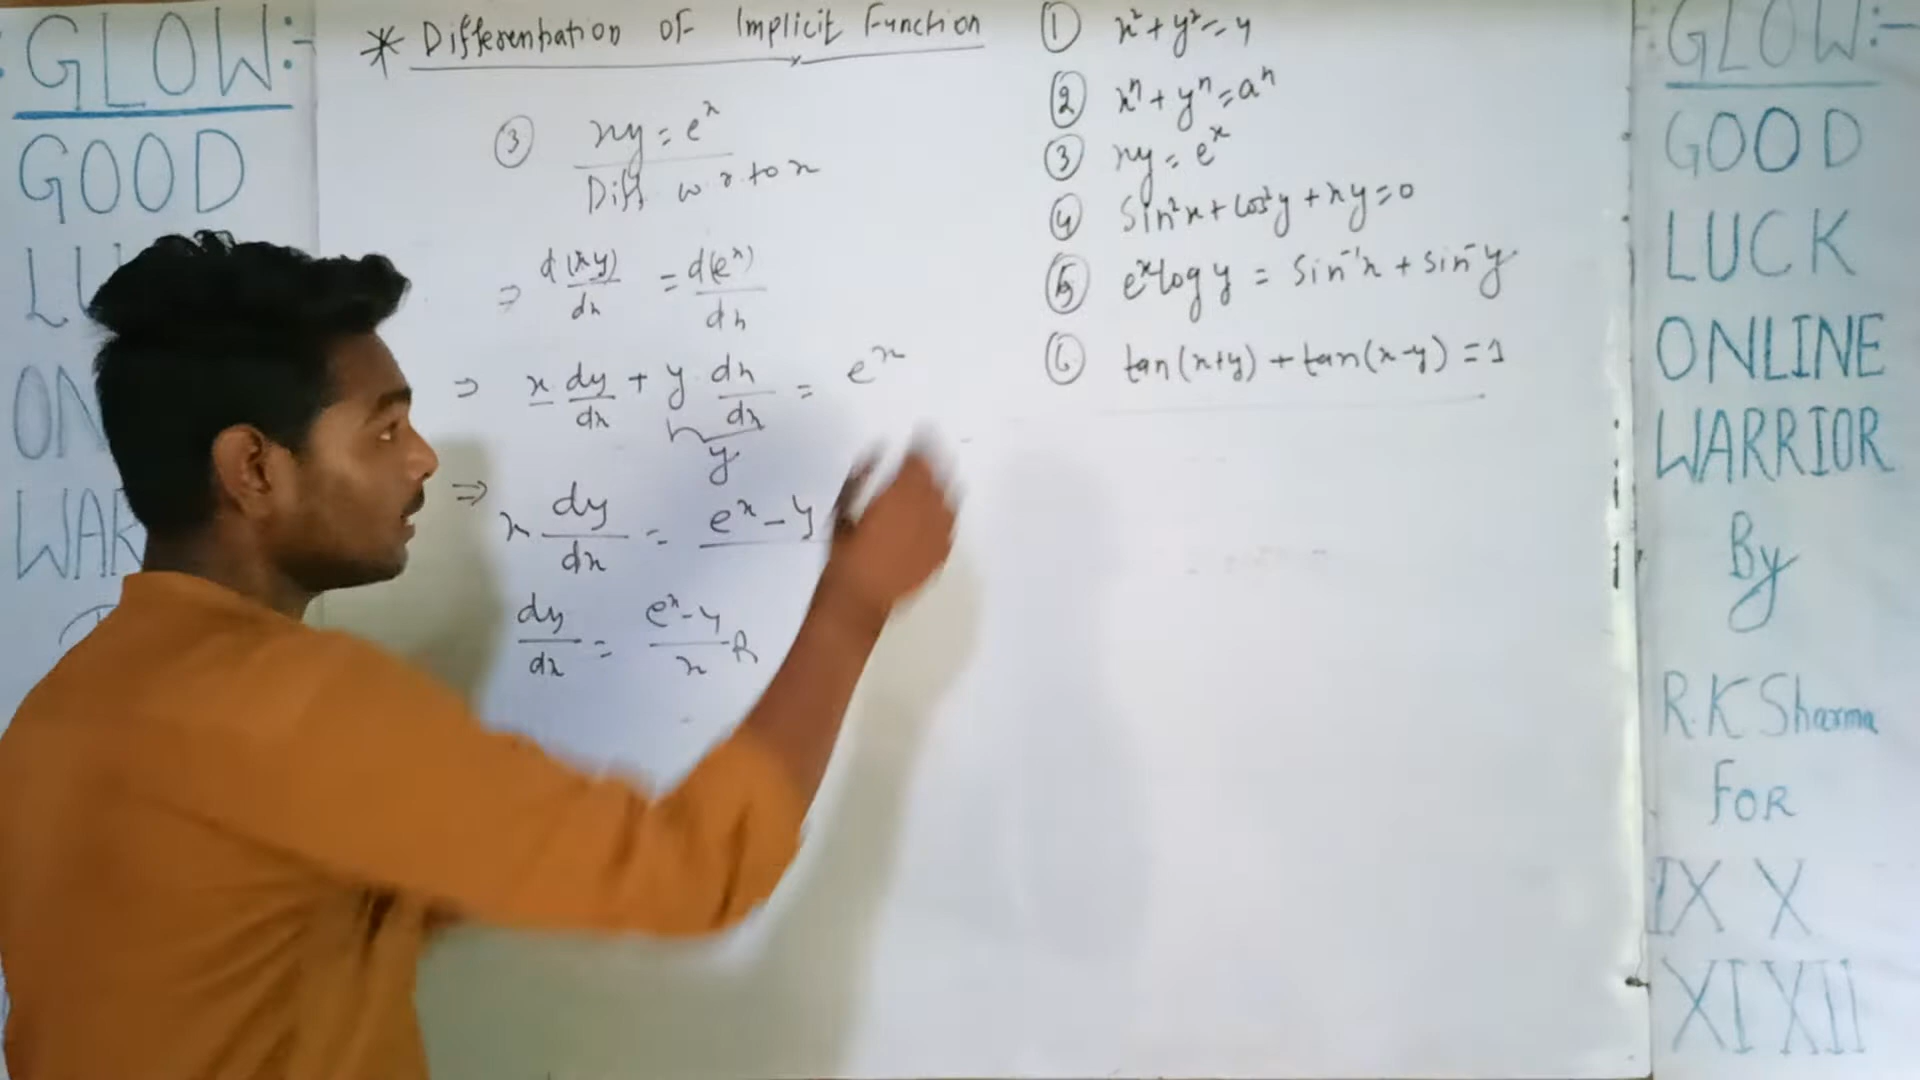 :GLOW:-
GOOD
LU
ON
WAR
* Differentiation of Implicit Function
③ xy = e^x
Diff w.r.to x
⇒ d(xy)/dx = d(e^x)/dx
⇒ x dy/dx + y dx/dx = e^x
y
⇒ x dy/dx = e^x - y
dy/dx = e^x - y / x R
① x² + y² = 4
② x^n + y^n = a^n
③ xy = e^x
④ Sin²x + cos²y + xy = 0
⑤ e^x log y = Sin⁻¹x + sin⁻y
⑥ tan(x+y) + tan(x-y) = 1
:GLOW:-
GOOD
LUCK
ONLINE
WARRIOR
By
R.K Sharma
FOR
IX X
XI XII